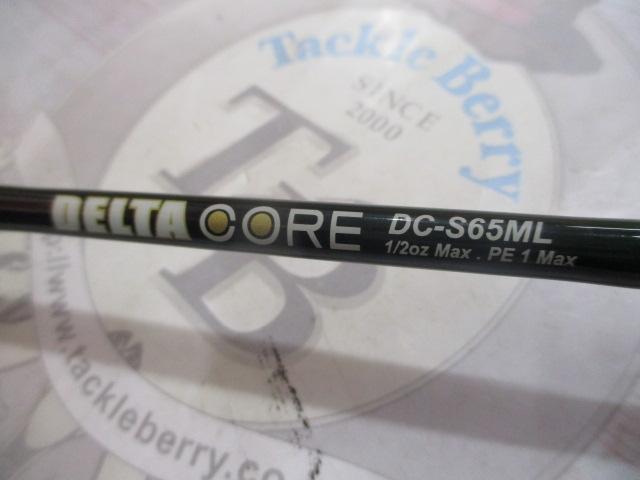 Tackle Berry
SINCE
2000
TB
DELTA CORE DC-S65ML
1/2oz Max . PE 1 Max
www.tackleberry.co